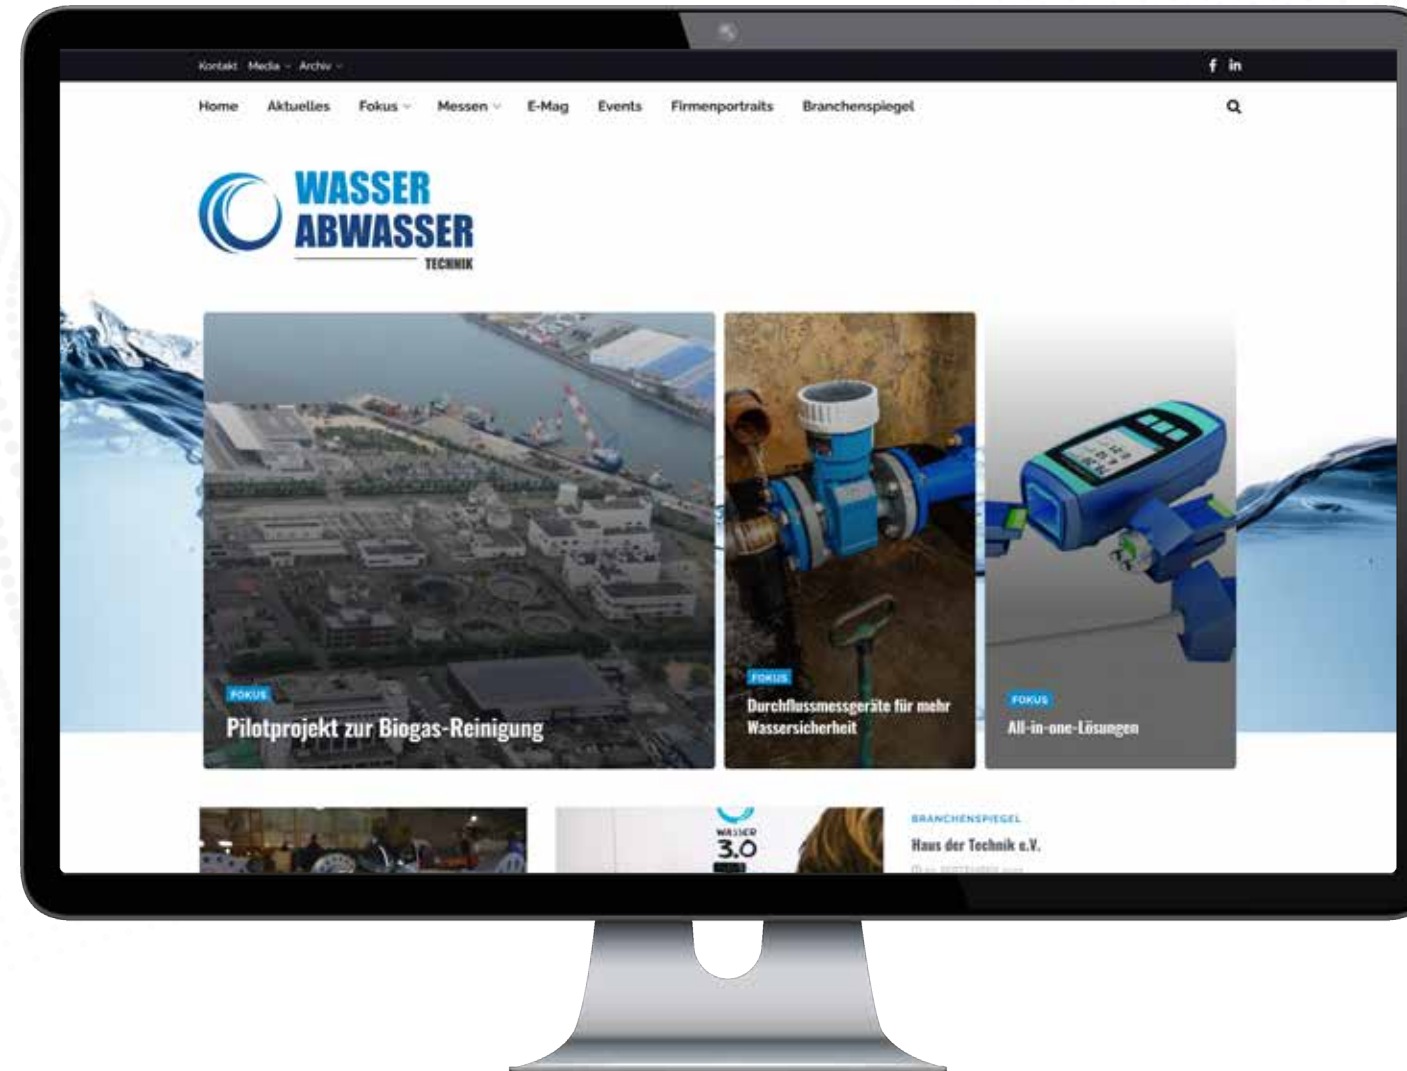 Kontakt Media Archiv
f in
Home Aktuelles Fokus Messen E-Mag Events Firmenportraits Branchenspiegel
WASSER
ABWASSER
TECHNIK
FOKUS
Pilotprojekt zur Biogas-Reinigung
FOKUS
Durchflussmessgeräte für mehr
Wassersicherheit
FOKUS
All-in-one-Lösungen
WASSER
3.0
BRANCHENSPIEGEL
Haus der Technik e.V.